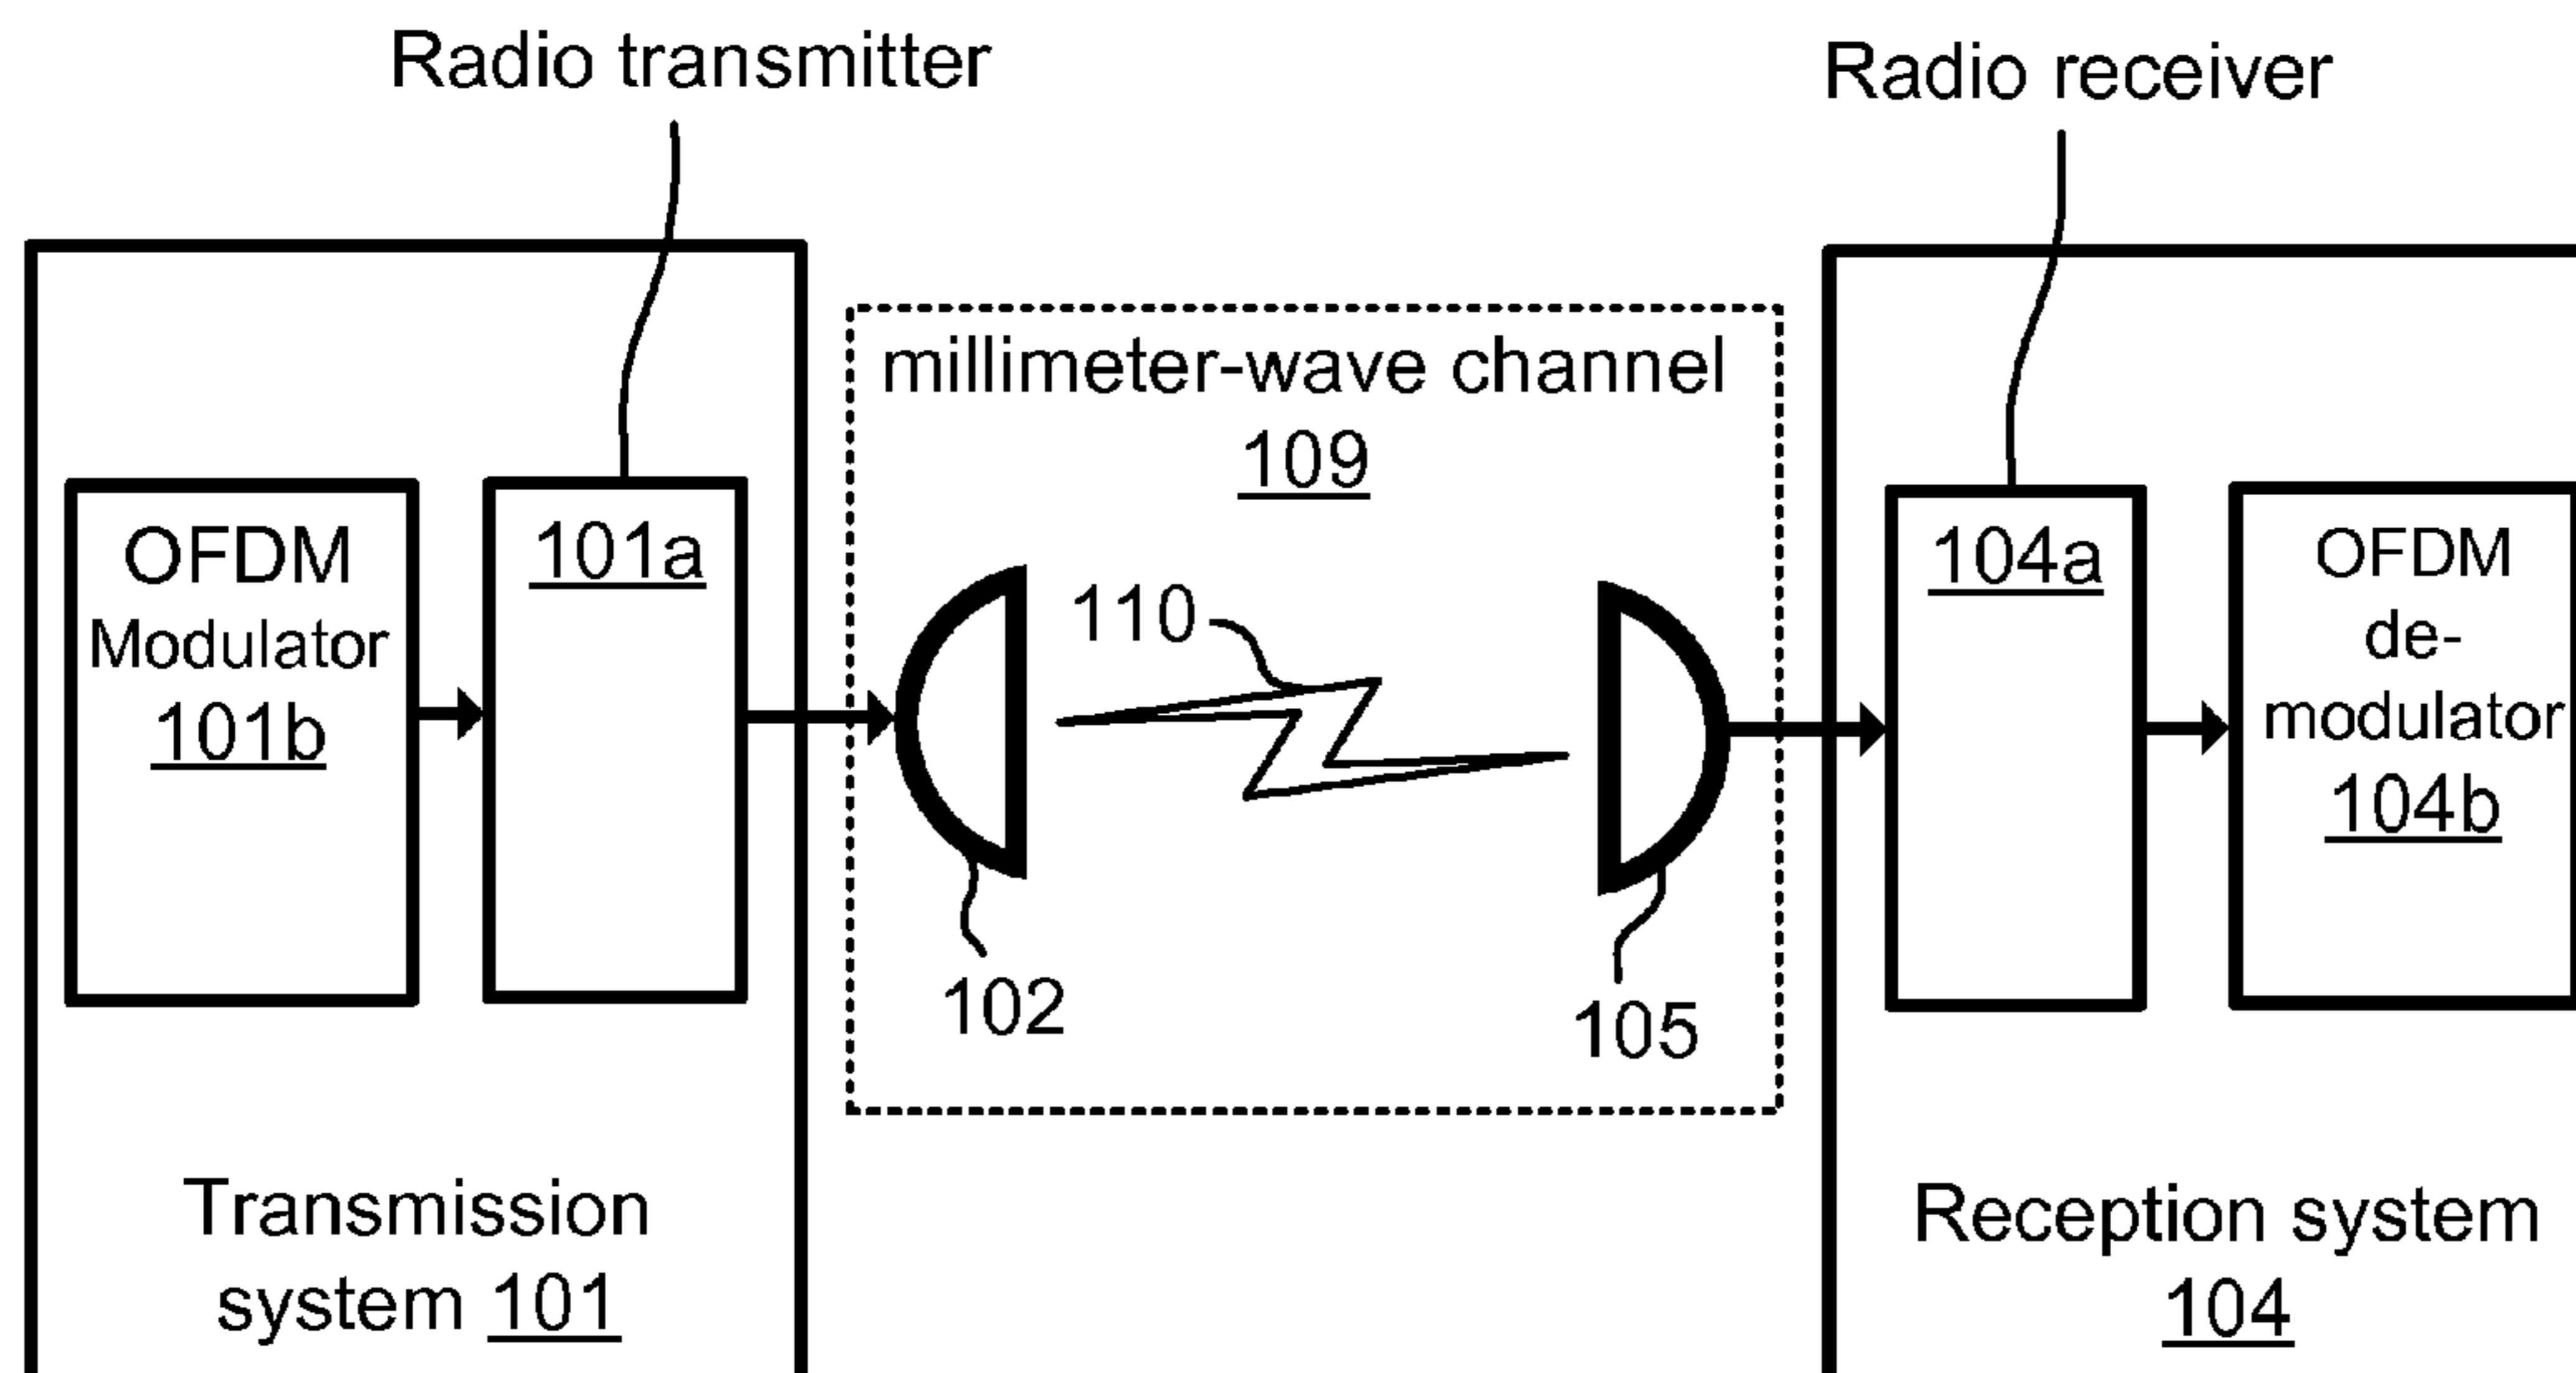 Radio transmitter
Radio receiver
millimeter-wave channel
109
OFDM
Modulator
101b
101a
110
102
105
104a
OFDM
de-
modulator
104b
Transmission
system 101
Reception system
104